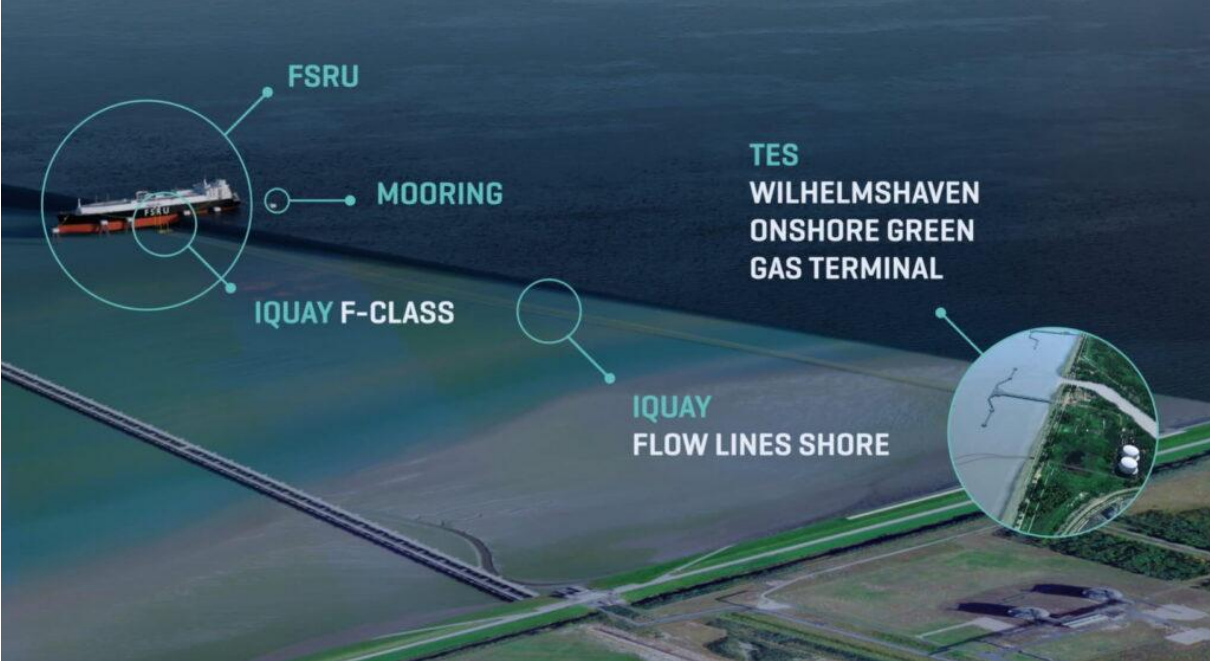 FSRU
MOORING
TES
WILHELMSHAVEN
ONSHORE GREEN
GAS TERMINAL
FSRU
IQUAY F-CLASS
IQUAY
FLOW LINES SHORE